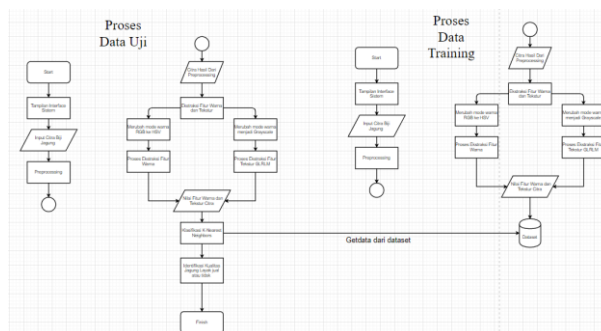 Proses
Data Uji
Start
Tampilan Interface
Sistem
Input Citra Biji
Jagung
Preprocessing
Citra Hasil Dari
Preprocessing
Ekstraksi Fitur Warna
dan Tekstur
Merubah mode warna
RGB ke HSV
Merubah mode warna
menjadi Grayscale
Proses Ekstraksi Fitur
Warna
Proses Ekstraksi Fitur
Tekstur GLRLM
Nilai Fitur Warna dan
Tekstur Citra
Klasifikasi K-Nearest
Neighbors
Identifikasi Kualitas
Jagung Layak jual
atau tidak
Finish
Getdata dari dataset
Proses
Data
Training
Start
Tampilan Interface
Sistem
Input Citra Biji
Jagung
Preprocessing
Citra Hasil Dari
Preprocessing
Ekstraksi Fitur Warna
dan Tekstur
Merubah mode warna
RGB ke HSV
Merubah mode warna
menjadi Grayscale
Proses Ekstraksi Fitur
Warna
Proses Ekstraksi Fitur
Tekstur GLRLM
Nilai Fitur Warna dan
Tekstur Citra
Dataset